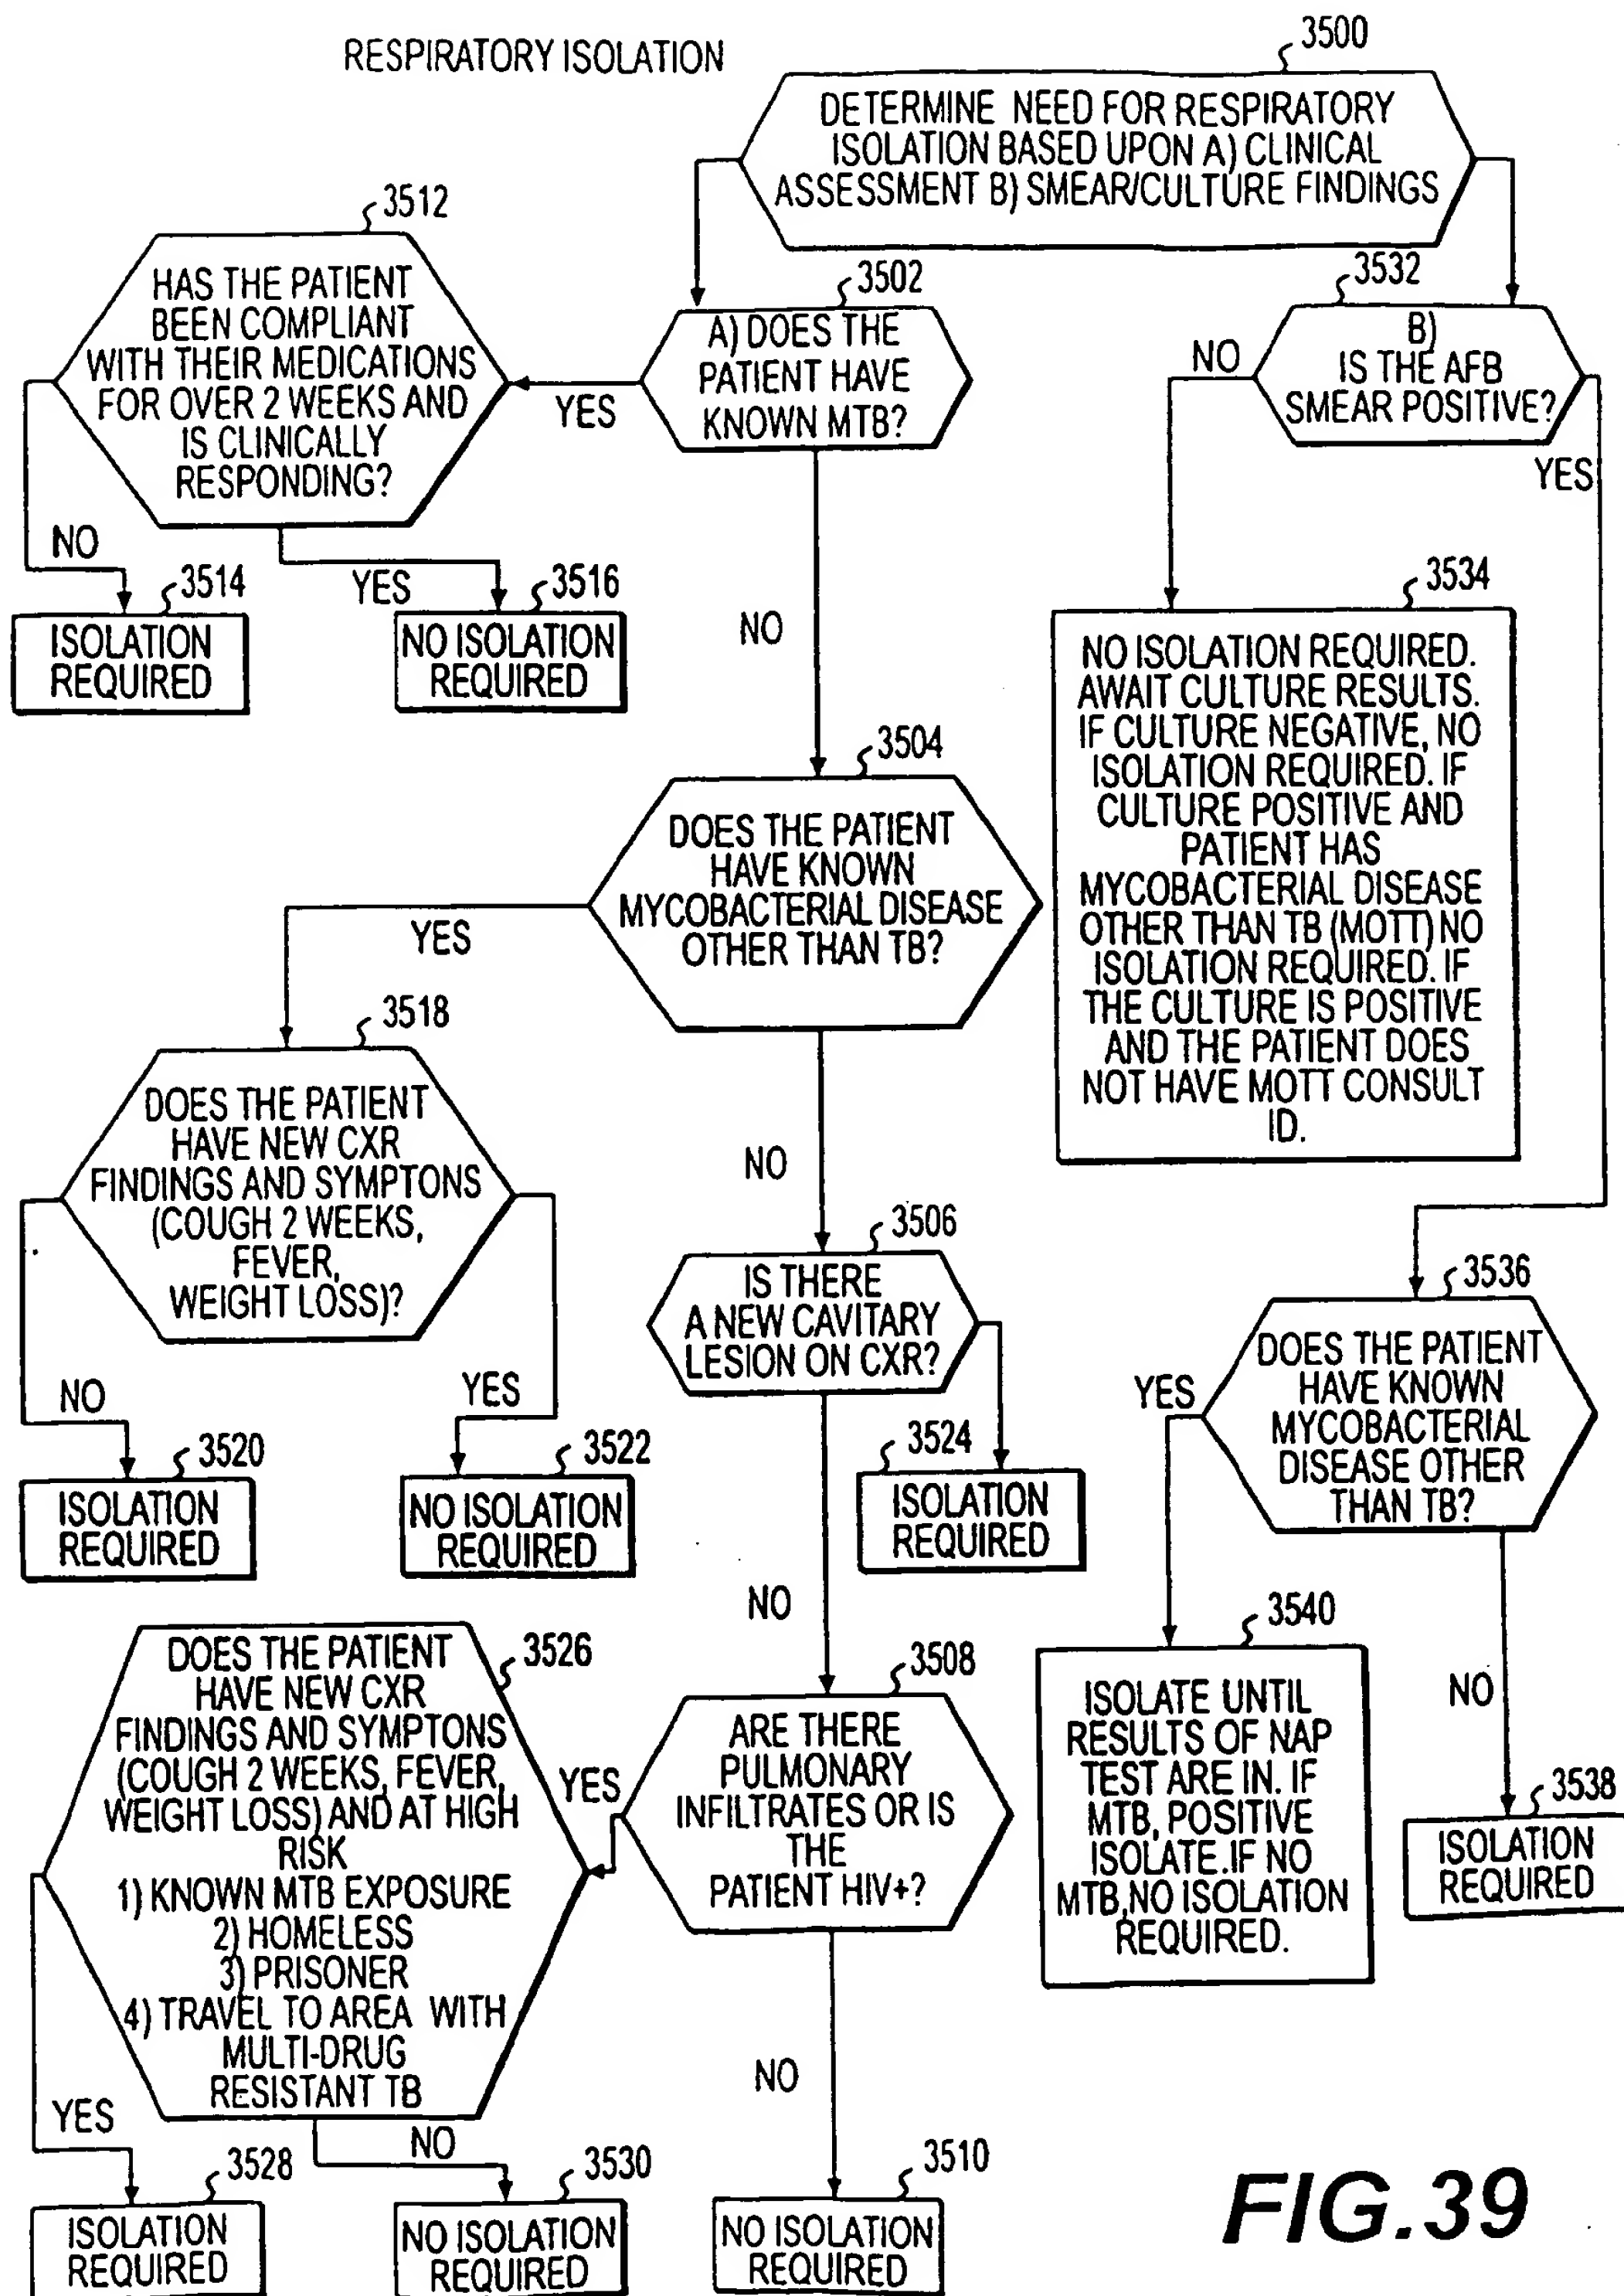 RESPIRATORY ISOLATION
3500
DETERMINE NEED FOR RESPIRATORY
ISOLATION BASED UPON A) CLINICAL
ASSESSMENT B) SMEAR/CULTURE FINDINGS
3512
HAS THE PATIENT
BEEN COMPLIANT
WITH THEIR MEDICATIONS
FOR OVER 2 WEEKS AND
IS CLINICALLY
RESPONDING?
3502
A) DOES THE
PATIENT HAVE
KNOWN MTB?
YES
3532
B)
IS THE AFB
SMEAR POSITIVE?
NO
YES
NO
3514
ISOLATION
REQUIRED
YES
3516
NO ISOLATION
REQUIRED
NO
3534
NO ISOLATION REQUIRED.
AWAIT CULTURE RESULTS.
IF CULTURE NEGATIVE, NO
ISOLATION REQUIRED. IF
CULTURE POSITIVE AND
PATIENT HAS
MYCOBACTERIAL DISEASE
OTHER THAN TB (MOTT) NO
ISOLATION REQUIRED. IF
THE CULTURE IS POSITIVE
AND THE PATIENT DOES
NOT HAVE MOTT CONSULT
ID.
3504
DOES THE PATIENT
HAVE KNOWN
MYCOBACTERIAL DISEASE
OTHER THAN TB?
YES
3518
DOES THE PATIENT
HAVE NEW CXR
FINDINGS AND SYMPTONS
(COUGH 2 WEEKS,
FEVER,
WEIGHT LOSS)?
NO
3506
IS THERE
A NEW CAVITARY
LESION ON CXR?
3536
DOES THE PATIENT
HAVE KNOWN
MYCOBACTERIAL
DISEASE OTHER
THAN TB?
YES
NO
3520
ISOLATION
REQUIRED
YES
3522
NO ISOLATION
REQUIRED
3524
ISOLATION
REQUIRED
NO
3540
ISOLATE UNTIL
RESULTS OF NAP
TEST ARE IN. IF
MTB, POSITIVE
ISOLATE.IF NO
MTB,NO ISOLATION
REQUIRED.
NO
3538
ISOLATION
REQUIRED
3526
DOES THE PATIENT
HAVE NEW CXR
FINDINGS AND SYMPTONS
(COUGH 2 WEEKS, FEVER,
WEIGHT LOSS) AND AT HIGH
RISK
1) KNOWN MTB EXPOSURE
2) HOMELESS
3) PRISONER
4) TRAVEL TO AREA WITH
MULTI-DRUG
RESISTANT TB
YES
3508
ARE THERE
PULMONARY
INFILTRATES OR IS
THE
PATIENT HIV+?
NO
YES
3528
ISOLATION
REQUIRED
NO
3530
NO ISOLATION
REQUIRED
3510
NO ISOLATION
REQUIRED
FIG.39